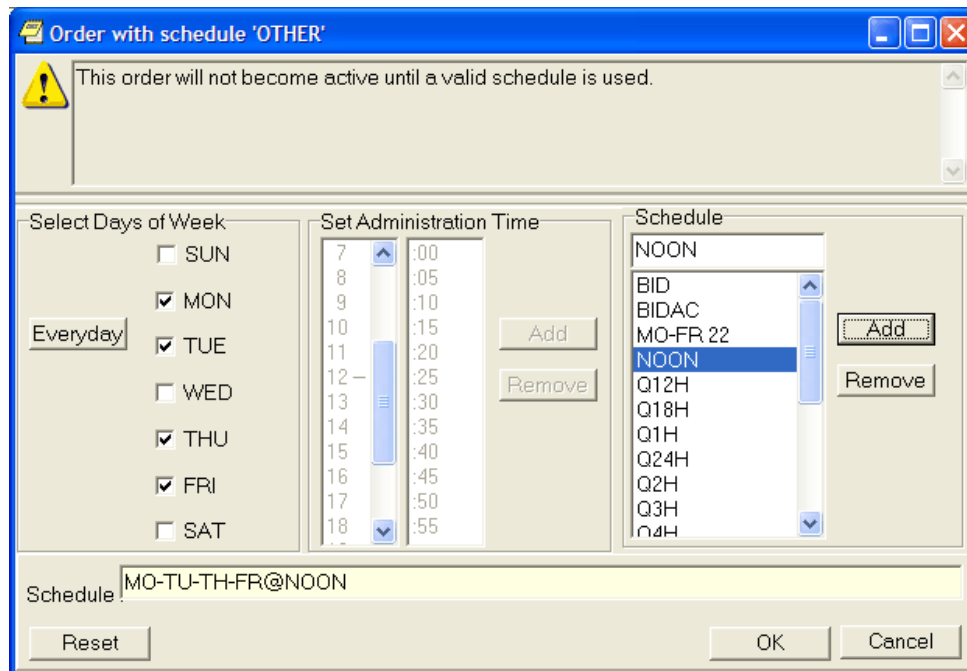 Order with schedule 'OTHER'
This order will not become active until a valid schedule is used.
Select Days of Week
SUN
MON
Everyday
TUE
WED
THU
FRI
SAT
Set Administration Time
7 :00
8 :05
9 :10
10 :15
11 :20
12 – :25
13 :30
14 :35
15 :40
16 :45
17 :50
18 :55
Add
Remove
Schedule
NOON
BID
BIDAC
MO-FR 22
NOON
Q12H
Q18H
Q1H
Q24H
Q2H
Q3H
Q4H
Add
Remove
Schedule :
MO-TU-TH-FR@NOON
Reset
OK
Cancel